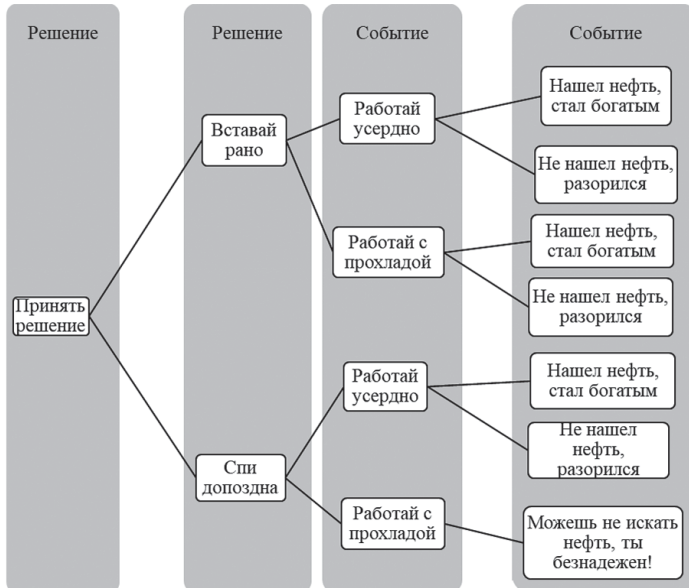 Решение
Решение
Событие
Событие
Принять
решение
Вставай
рано
Спи
допоздна
Работай
усердно
Работай с
прохладой
Работай
усердно
Работай с
прохладой
Нашел нефть,
стал богатым
Не нашел нефть,
разорился
Нашел нефть,
стал богатым
Не нашел нефть,
разорился
Нашел нефть,
стал богатым
Не нашел
нефть,
разорился
Можешь не искать
нефть, ты
безнадежен!